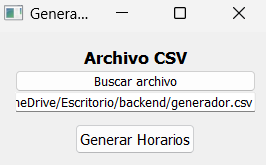 Genera...
Archivo CSV
Buscar archivo
neDrive/Escritorio/backend/generador.csv
Generar Horarios